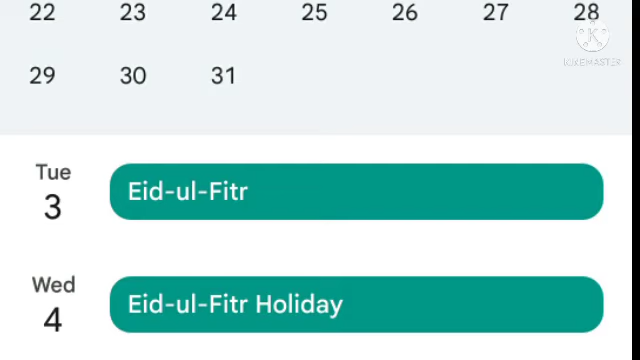 22 23 24 25 26 27 28
K
KINEMASTER
29 30 31
Tue
3
Eid-ul-Fitr
Wed
4
Eid-ul-Fitr Holiday